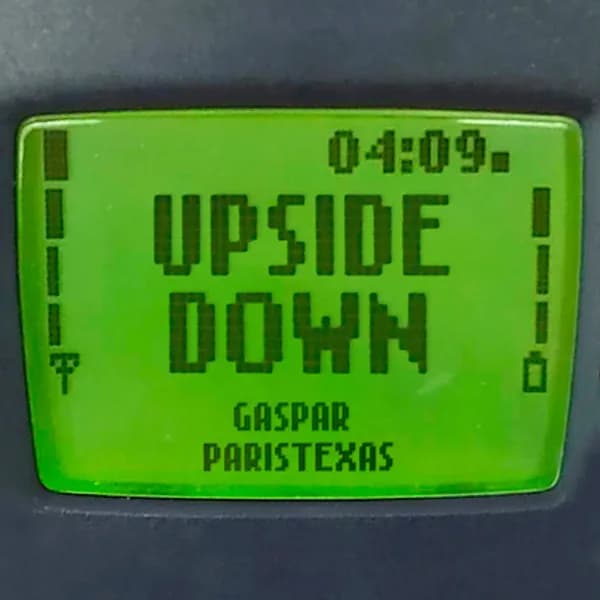 04:09
UPSIDE
DOWN
GASPAR
PARISTEXAS